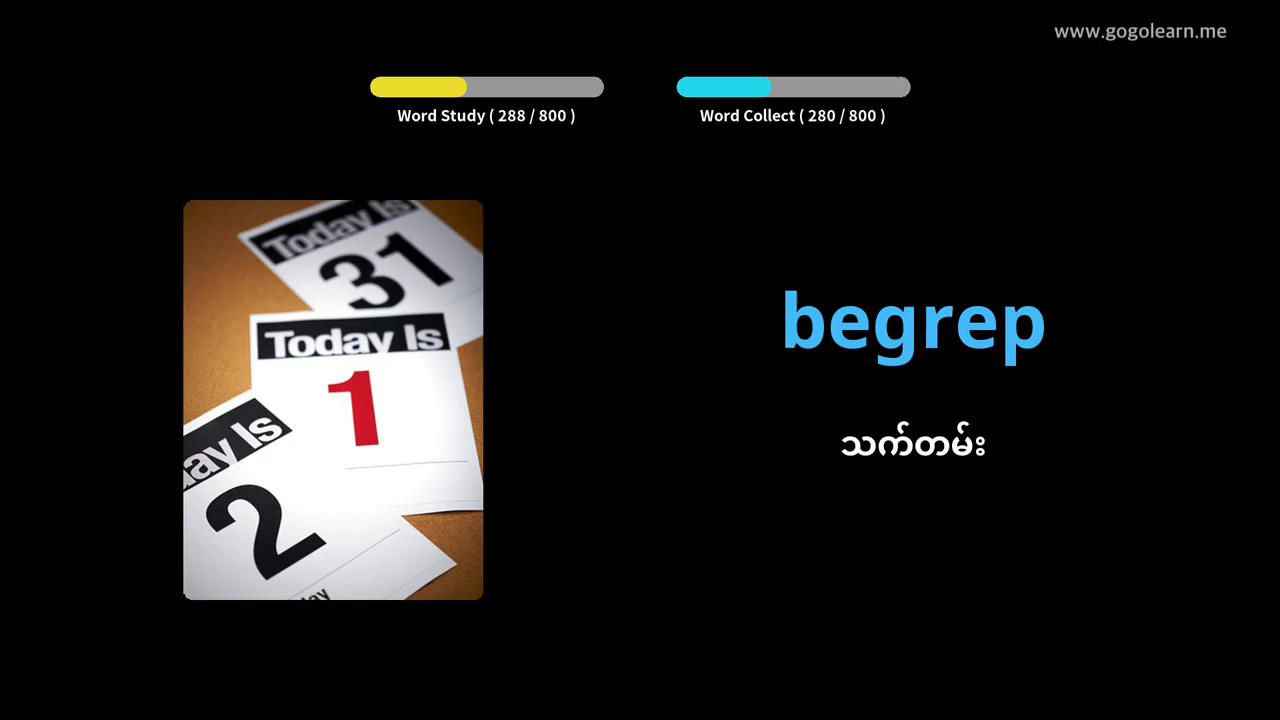 www.gogolearn.me
Word Study ( 288 / 800 )
Word Collect ( 280 / 800 )
Today Is
31
Today Is
1
day Is
2
begrep
သက်တမ်း